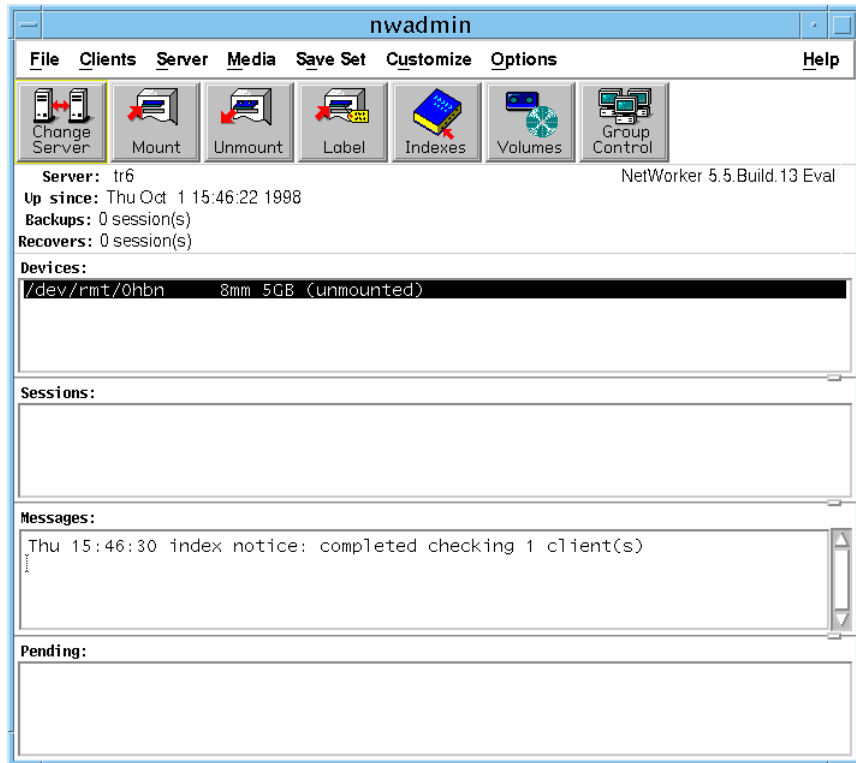 nwadmin
File Clients Server Media Save Set Customize Options Help
Change Server Mount Unmount Label Indexes Volumes Group Control
Server: tr6 NetWorker 5.5.Build.13 Eval
Up since: Thu Oct 1 15:46:22 1998
Backups: 0 session(s)
Recovers: 0 session(s)
Devices:
/dev/rmt/0hbn 8mm 5GB (unmounted)
Sessions:
Messages:
Thu 15:46:30 index notice: completed checking 1 client(s)
Pending: